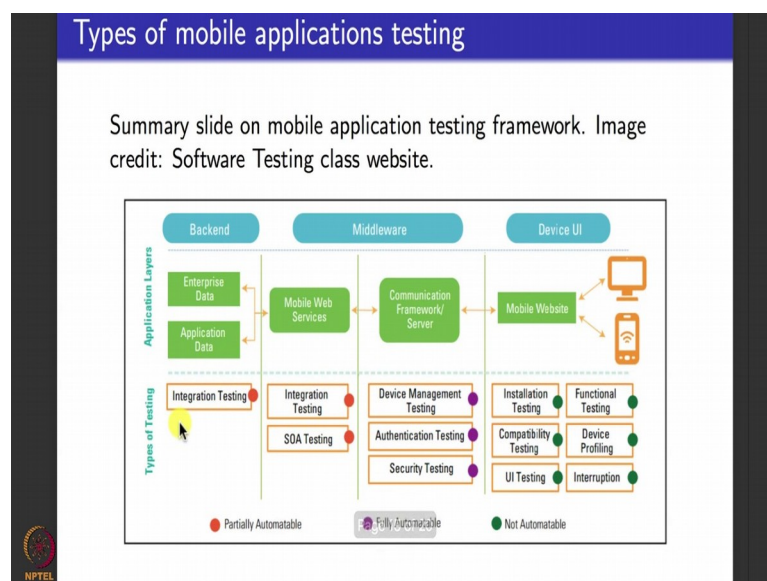 Types of mobile applications testing
Summary slide on mobile application testing framework. Image
credit: Software Testing class website.
Backend
Middleware
Device UI
Application Layers
Enterprise
Data
Application
Data
Mobile Web
Services
Communication
Framework/
Server
Mobile Website
Types of Testing
Integration Testing
Integration
Testing
SOA Testing
Device Management
Testing
Authentication Testing
Security Testing
Installation
Testing
Functional
Testing
Compatibility
Testing
Device
Profiling
UI Testing
Interruption
Partially Automatable
Fully Automatable
Not Automatable
NPTEL